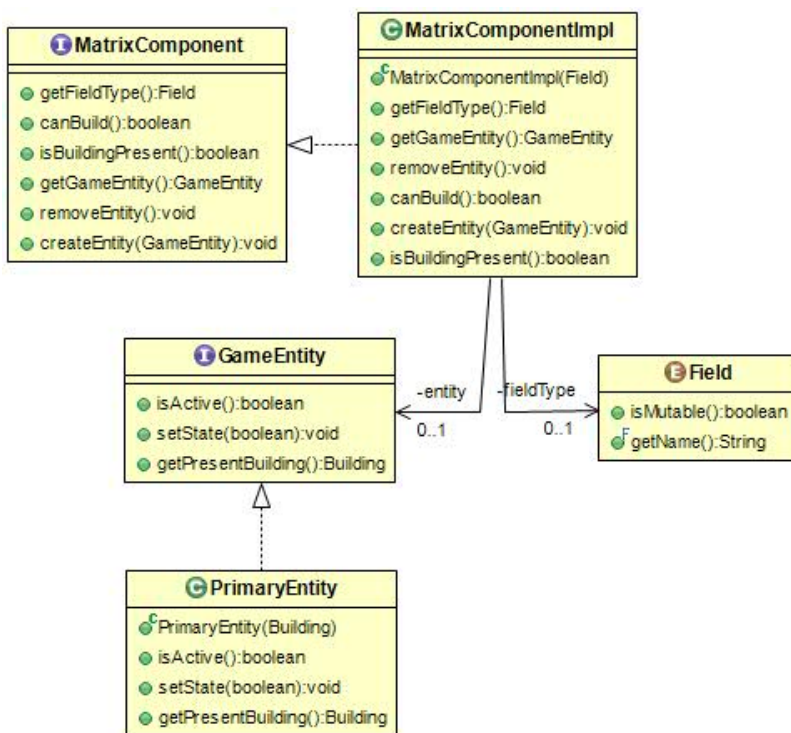 MatrixComponent
getFieldType():Field
canBuild():boolean
isBuildingPresent():boolean
getGameEntity():GameEntity
removeEntity():void
createEntity(GameEntity):void
MatrixComponentImpl
MatrixComponentImpl(Field)
getFieldType():Field
getGameEntity():GameEntity
removeEntity():void
canBuild():boolean
createEntity(GameEntity):void
isBuildingPresent():boolean
GameEntity
isActive():boolean
setState(boolean):void
getPresentBuilding():Building
-entity
0..1
-fieldType
0..1
Field
isMutable():boolean
getName():String
PrimaryEntity
PrimaryEntity(Building)
isActive():boolean
setState(boolean):void
getPresentBuilding():Building